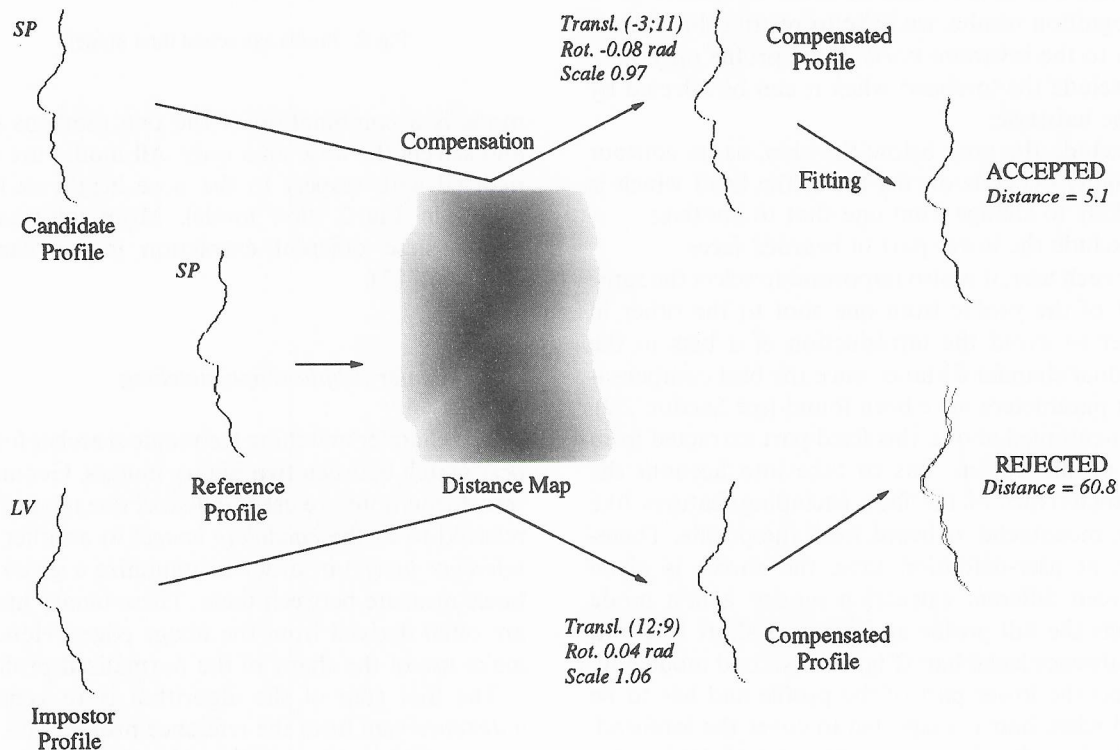 SP
Candidate
Profile
SP
Reference
Profile
LV
Impostor
Profile
Compensation
Distance Map
Transl. (-3;11)
Rot. -0.08 rad
Scale 0.97
Compensated
Profile
Fitting
ACCEPTED
Distance = 5.1
Transl. (12;9)
Rot. 0.04 rad
Scale 1.06
Compensated
Profile
REJECTED
Distance = 60.8